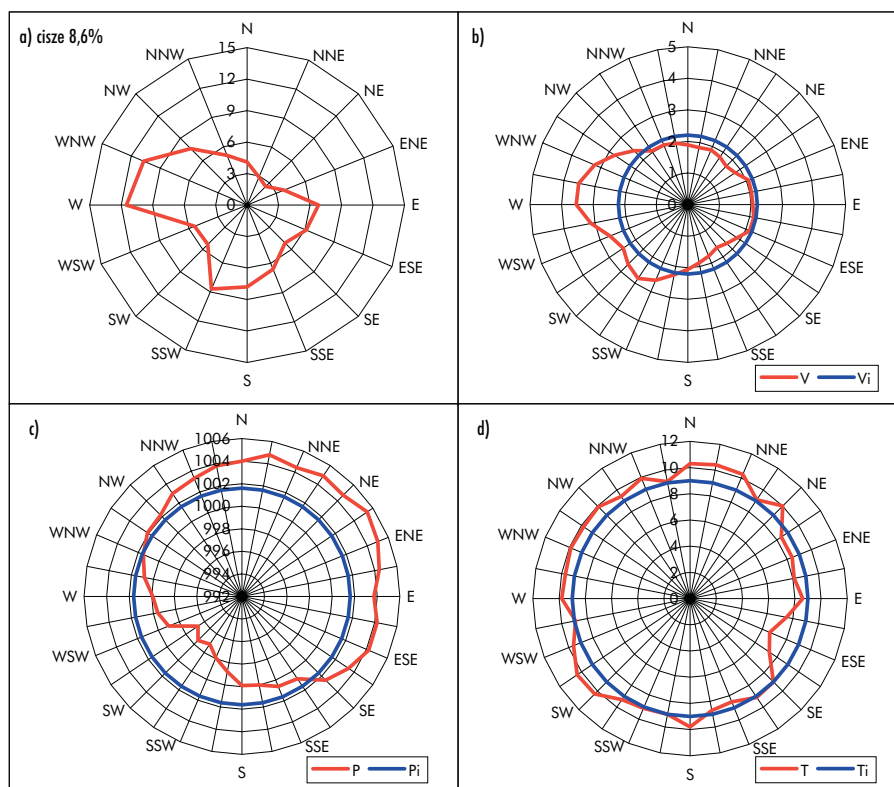 a) cisze 8,6%
N
NNE
NE
ENE
E
ESE
SE
SSE
S
SSW
SW
WSW
W
WNW
NW
NNW
15
12
9
6
3
0
b)
N
NNE
NE
ENE
E
ESE
SE
SSE
S
SSW
SW
WSW
W
WNW
NW
NNW
5
4
3
2
1
0
V Vi
c)
N
NNE
NE
ENE
E
ESE
SE
SSE
S
SSW
SW
WSW
W
WNW
NW
NNW
1006
1004
1002
1000
998
996
994
992
P Pi
d)
N
NNE
NE
ENE
E
ESE
SE
SSE
S
SSW
SW
WSW
W
WNW
NW
NNW
12
10
8
6
4
2
0
T Ti